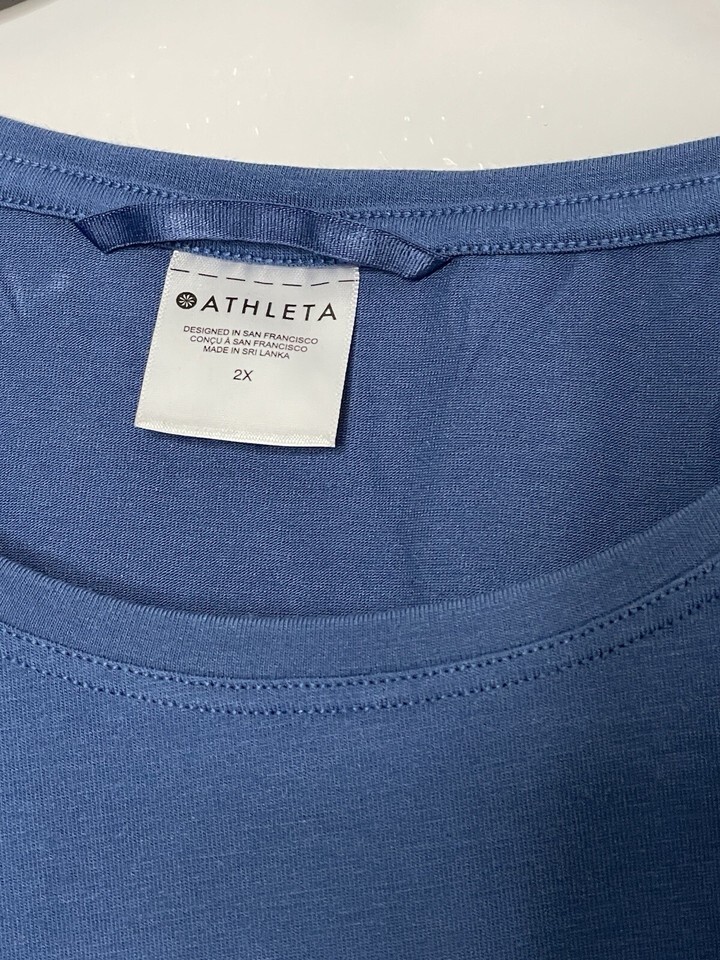 ATHLETA
DESIGNED IN SAN FRANCISCO
CONÇU À SAN FRANCISCO
MADE IN SRI LANKA
2X